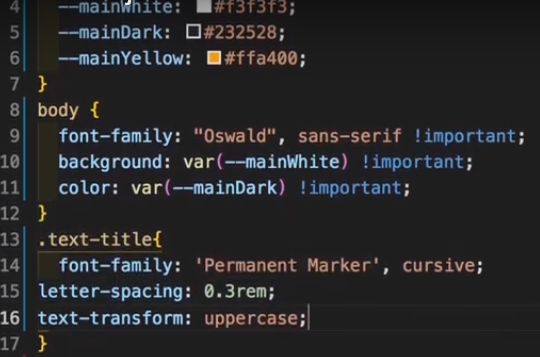 4 --mainWhite: #f3f3f3;
5 --mainDark: #232528;
6 --mainYellow: #ffa400;
7 }
8 body {
9 font-family: "Oswald", sans-serif !important;
10 background: var(--mainWhite) !important;
11 color: var(--mainDark) !important;
12 }
13 .text-title{
14 font-family: 'Permanent Marker', cursive;
15 letter-spacing: 0.3rem;
16 text-transform: uppercase;
17 }